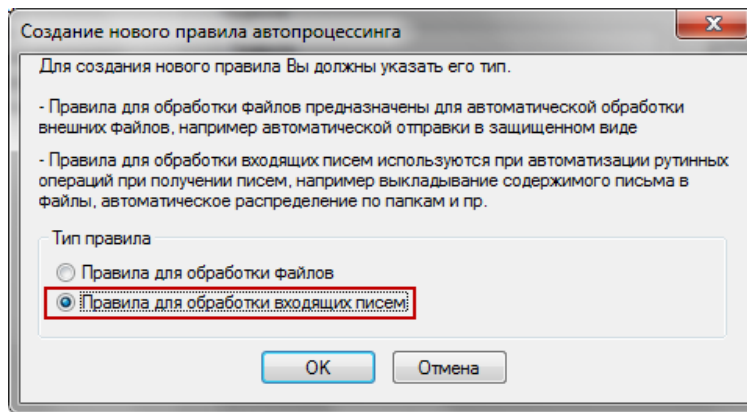 Создание нового правила автопроцессинга
Для создания нового правила Вы должны указать его тип.
- Правила для обработки файлов предназначены для автоматической обработки
внешних файлов, например автоматической отправки в защищенном виде
- Правила для обработки входящих писем используются при автоматизации рутинных
операций при получении писем, например выкладывание содержимого письма в
файлы, автоматическое распределение по папкам и пр.
Тип правила
Правила для обработки файлов
Правила для обработки входящих писем
OK
Отмена